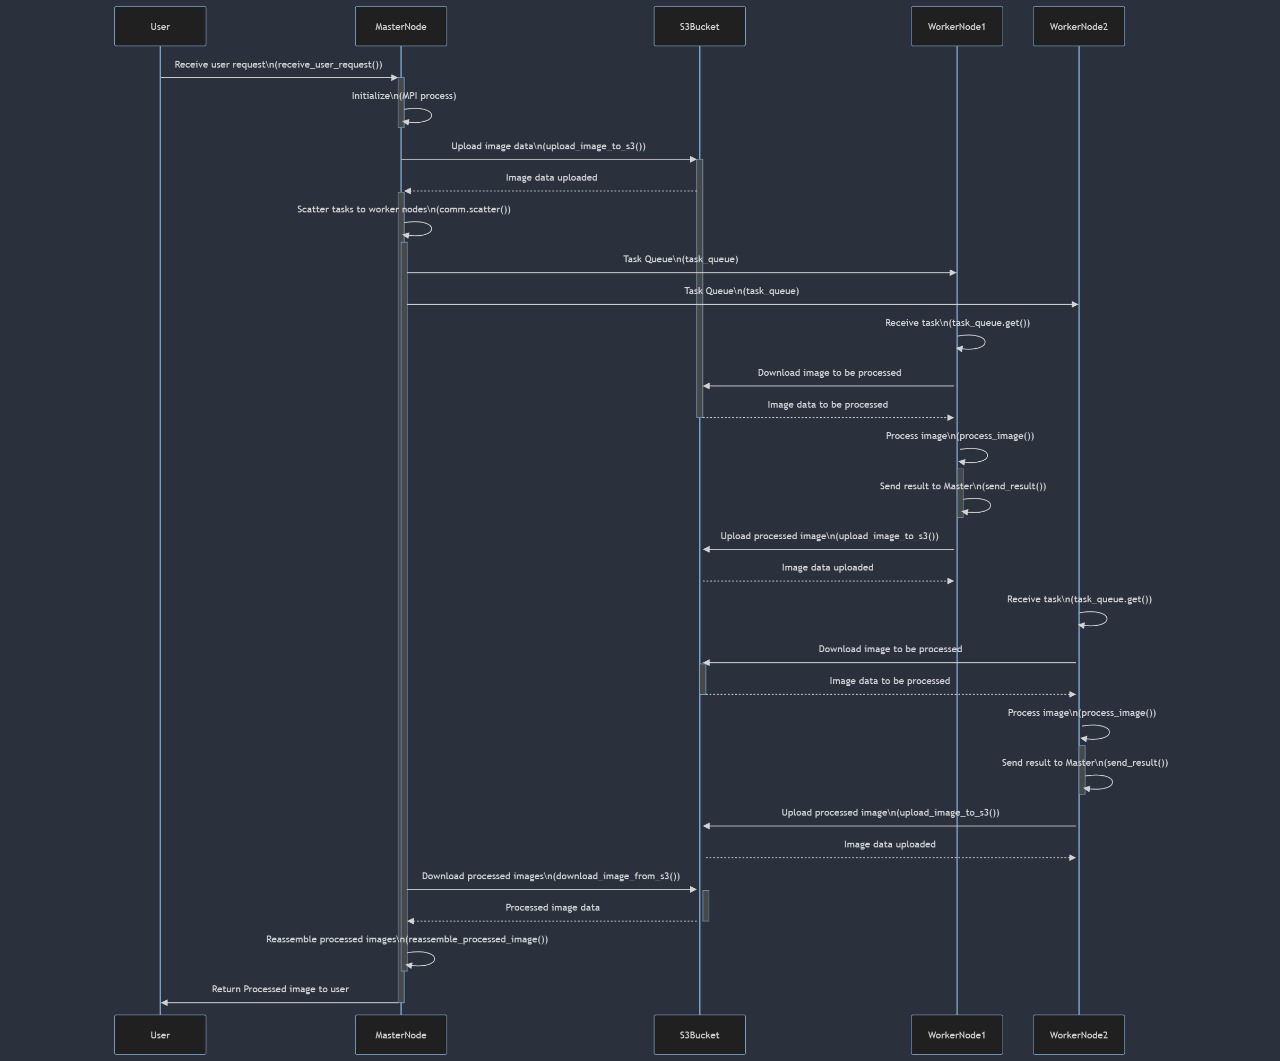 User MasterNode S3Bucket WorkerNode1 WorkerNode2
Receive user request\n(receive_user_request())
Initialize\n(MPI process)
Upload image data\n(upload_image_to_s3())
Image data uploaded
Scatter tasks to worker nodes\n(comm.scatter())
Task Queue\n(task_queue)
Task Queue\n(task_queue)
Receive task\n(task_queue.get())
Download image to be processed
Image data to be processed
Process image\n(process_image())
Send result to Master\n(send_result())
Upload processed image\n(upload_image_to_s3())
Image data uploaded
Receive task\n(task_queue.get())
Download image to be processed
Image data to be processed
Process image\n(process_image())
Send result to Master\n(send_result())
Upload processed image\n(upload_image_to_s3())
Image data uploaded
Download processed images\n(download_image_from_s3())
Processed image data
Reassemble processed images\n(reassemble_processed_image())
Return Processed image to user
User MasterNode S3Bucket WorkerNode1 WorkerNode2